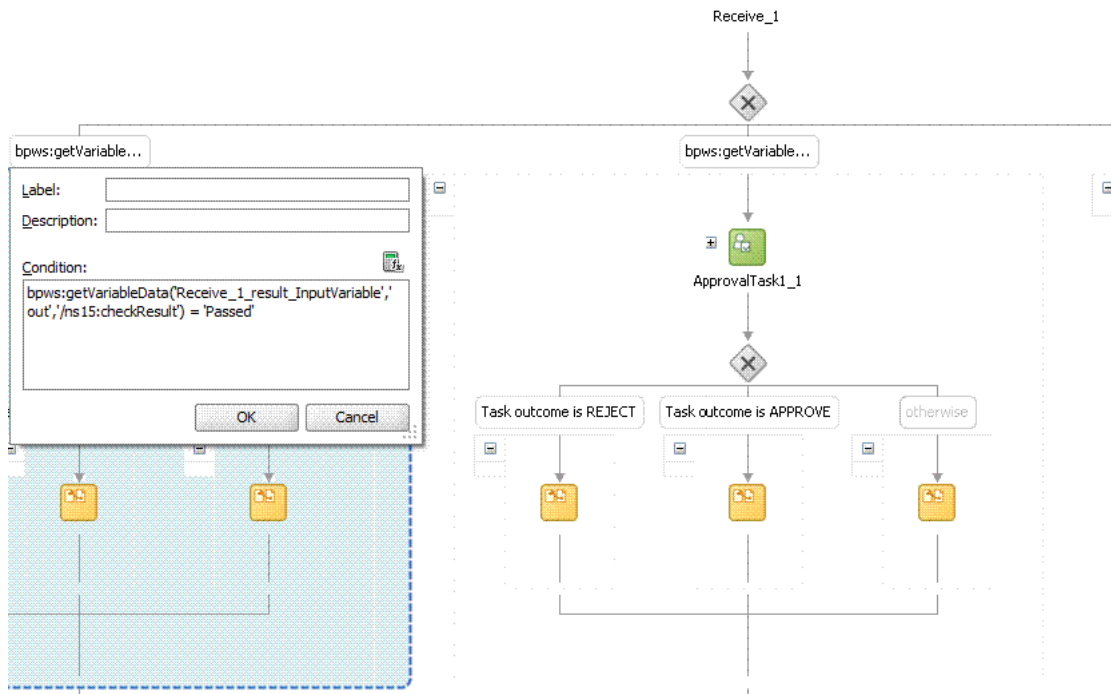 Receive_1
bpws:getVariable...
bpws:getVariable...
Label:
Description:
Condition:
bpws:getVariableData('Receive_1_result_InputVariable','
out','/ns15:checkResult') = 'Passed'
OK
Cancel
ApprovalTask1_1
Task outcome is REJECT
Task outcome is APPROVE
otherwise